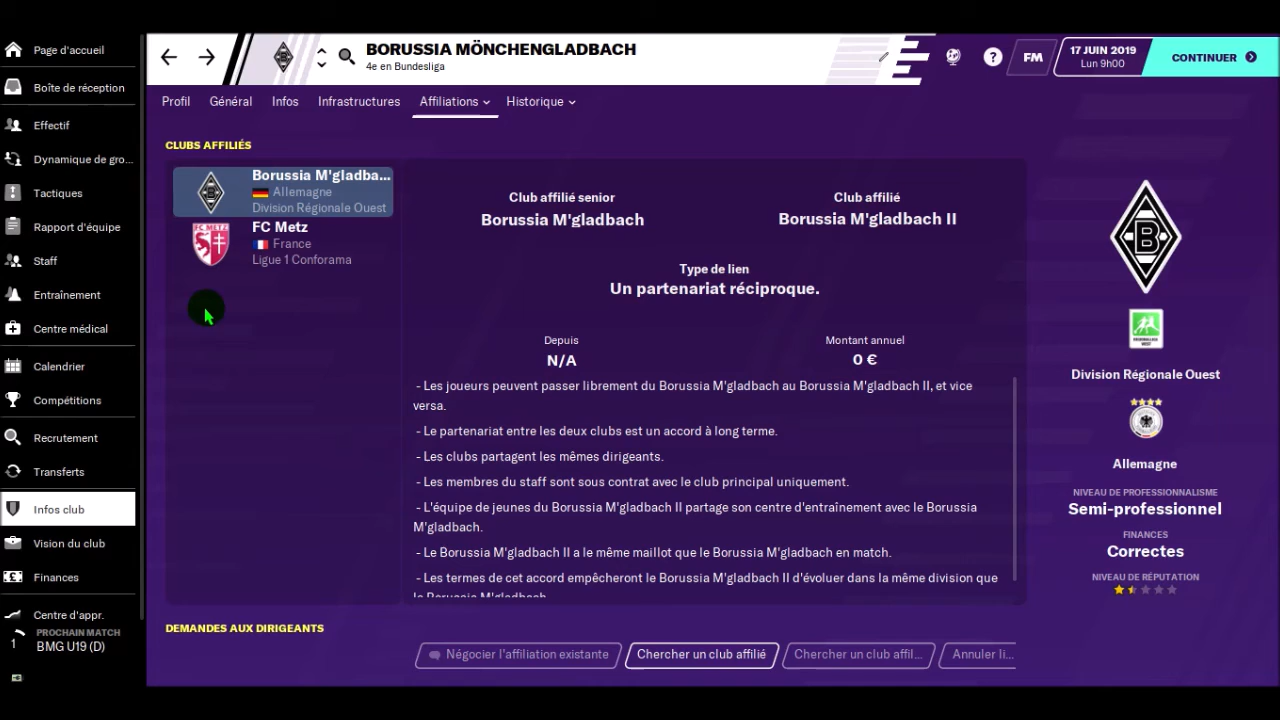 Page d'accueil
Boîte de réception
Effectif
Dynamique de gro...
Tactiques
Rapport d'équipe
Staff
Entraînement
Centre médical
Calendrier
Compétitions
Recrutement
Transferts
Infos club
Vision du club
Finances
Centre d'appr.
PROCHAIN MATCH
BMG U19 (D)
BORUSSIA MÖNCHENGLADBACH
4e en Bundesliga
?
FM
17 JUIN 2019
Lun 9h00
CONTINUER
Profil Général Infos Infrastructures Affiliations Historique
CLUBS AFFILIÉS
Borussia M'gladba...
Allemagne
Division Régionale Ouest
FC METZ
FC Metz
France
Ligue 1 Conforama
Club affilié senior
Borussia M'gladbach
Club affilié
Borussia M'gladbach II
Type de lien
Un partenariat réciproque.
Depuis
N/A
Montant annuel
0 €
- Les joueurs peuvent passer librement du Borussia M'gladbach au Borussia M'gladbach II, et vice
versa.
- Le partenariat entre les deux clubs est un accord à long terme.
- Les clubs partagent les mêmes dirigeants.
- Les membres du staff sont sous contrat avec le club principal uniquement.
- L'équipe de jeunes du Borussia M'gladbach II partage son centre d'entraînement avec le Borussia
M'gladbach.
- Le Borussia M'gladbach II a le même maillot que le Borussia M'gladbach en match.
- Les termes de cet accord empêcheront le Borussia M'gladbach II d'évoluer dans la même division que
le Borussia M'gladbach
DEMANDES AUX DIRIGEANTS
Négocier l'affiliation existante
Chercher un club affilié
Chercher un club affil...
Annuler li...
B
Division Régionale Ouest
Allemagne
NIVEAU DE PROFESSIONNALISME
Semi-professionnel
FINANCES
Correctes
NIVEAU DE RÉPUTATION